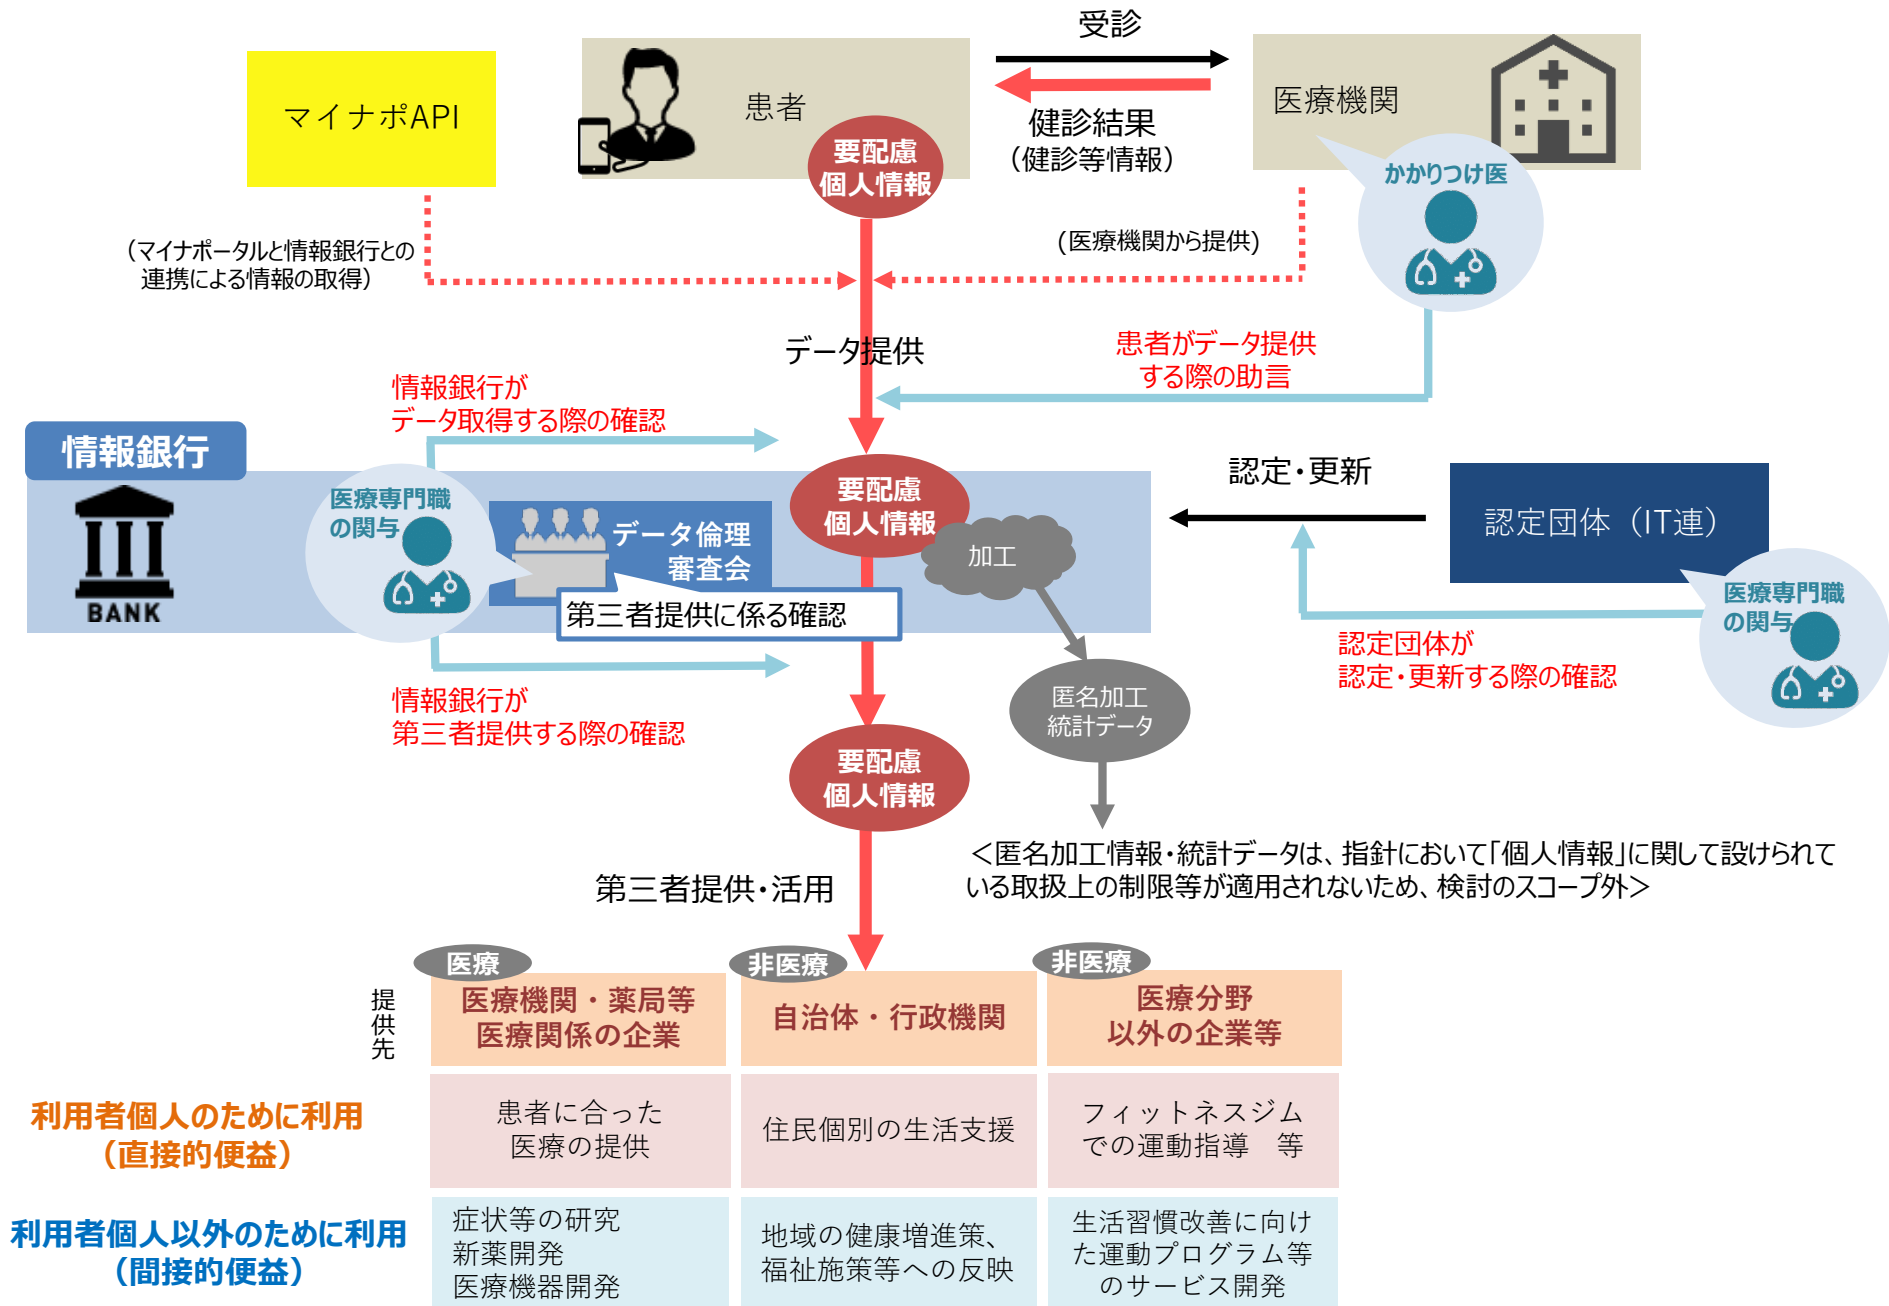 受診
マイナポAPI
患者
医療機関
健診結果
（健診等情報）
要配慮
個人情報
かかりつけ医
（マイナポータルと情報銀行との
連携による情報の取得）
(医療機関から提供)
データ提供
患者がデータ提供
する際の助言
情報銀行が
データ取得する際の確認
情報銀行
認定・更新
医療専門職
の関与
データ倫理
審査会
要配慮
個人情報
加工
認定団体（IT連）
BANK
第三者提供に係る確認
医療専門職
の関与
認定団体が
認定・更新する際の確認
情報銀行が
第三者提供する際の確認
匿名加工
統計データ
要配慮
個人情報
＜匿名加工情報・統計データは、指針において「個人情報」に関して設けられて
いる取扱上の制限等が適用されないため、検討のスコープ外＞
第三者提供・活用
医療
非医療
非医療
提供先
医療機関・薬局等
医療関係の企業
自治体・行政機関
医療分野
以外の企業等
利用者個人のために利用
（直接的便益）
患者に合った
医療の提供
住民個別の生活支援
フィットネスジム
での運動指導　等
利用者個人以外のために利用
（間接的便益）
症状等の研究
新薬開発
医療機器開発
地域の健康増進策、
福祉施策等への反映
生活習慣改善に向け
た運動プログラム等
のサービス開発